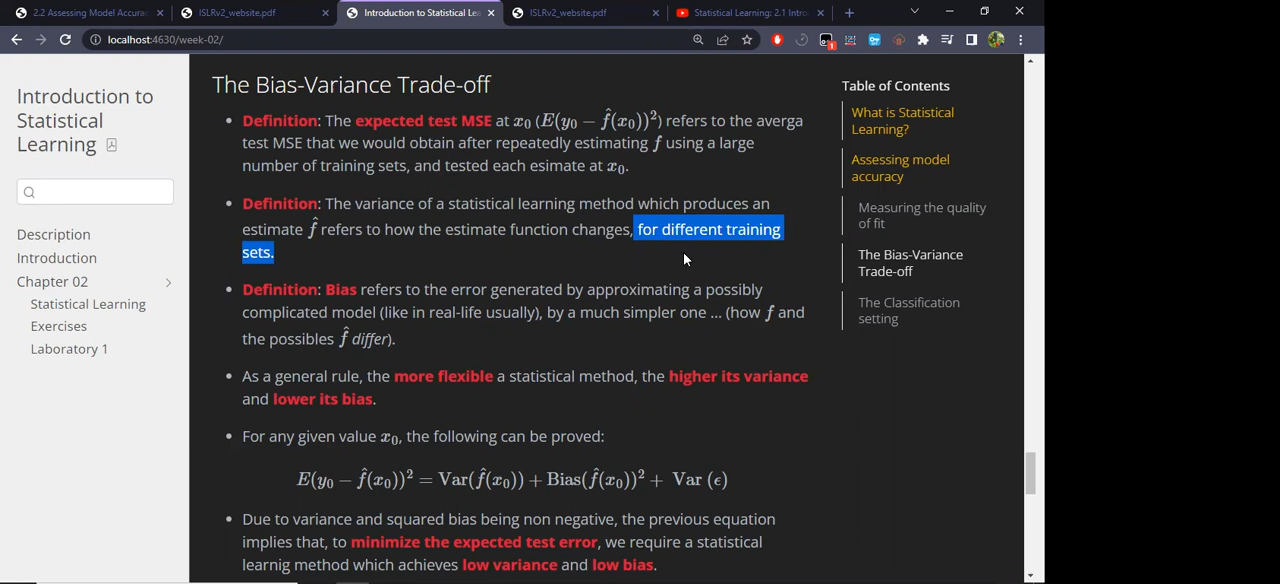 2.2 Assessing Model Accurac
ISLRv2_website.pdf
Introduction to Statistical Le
ISLRv2_website.pdf
Statistical Learning: 2.1 Intro
localhost:4630/week-02/
1
Introduction to
Statistical
Learning
Description
Introduction
Chapter 02
Statistical Learning
Exercises
Laboratory 1
The Bias-Variance Trade-off
Definition: The expected test MSE at x₀ (E(y₀ − f̂(x₀))²) refers to the averga
test MSE that we would obtain after repeatedly estimating f using a large
number of training sets, and tested each esimate at x₀.
Definition: The variance of a statistical learning method which produces an
estimate f̂ refers to how the estimate function changes, for different training
sets.
Definition: Bias refers to the error generated by approximating a possibly
complicated model (like in real-life usually), by a much simpler one ... (how f and
the possibles f̂ differ).
As a general rule, the more flexible a statistical method, the higher its variance
and lower its bias.
For any given value x₀, the following can be proved:
E(y₀ − f̂(x₀))² = Var(f̂(x₀)) + Bias(f̂(x₀))² + Var (ϵ)
Due to variance and squared bias being non negative, the previous equation
implies that, to minimize the expected test error, we require a statistical
learnig method which achieves low variance and low bias.
Table of Contents
What is Statistical
Learning?
Assessing model
accuracy
Measuring the quality
of fit
The Bias-Variance
Trade-off
The Classification
setting